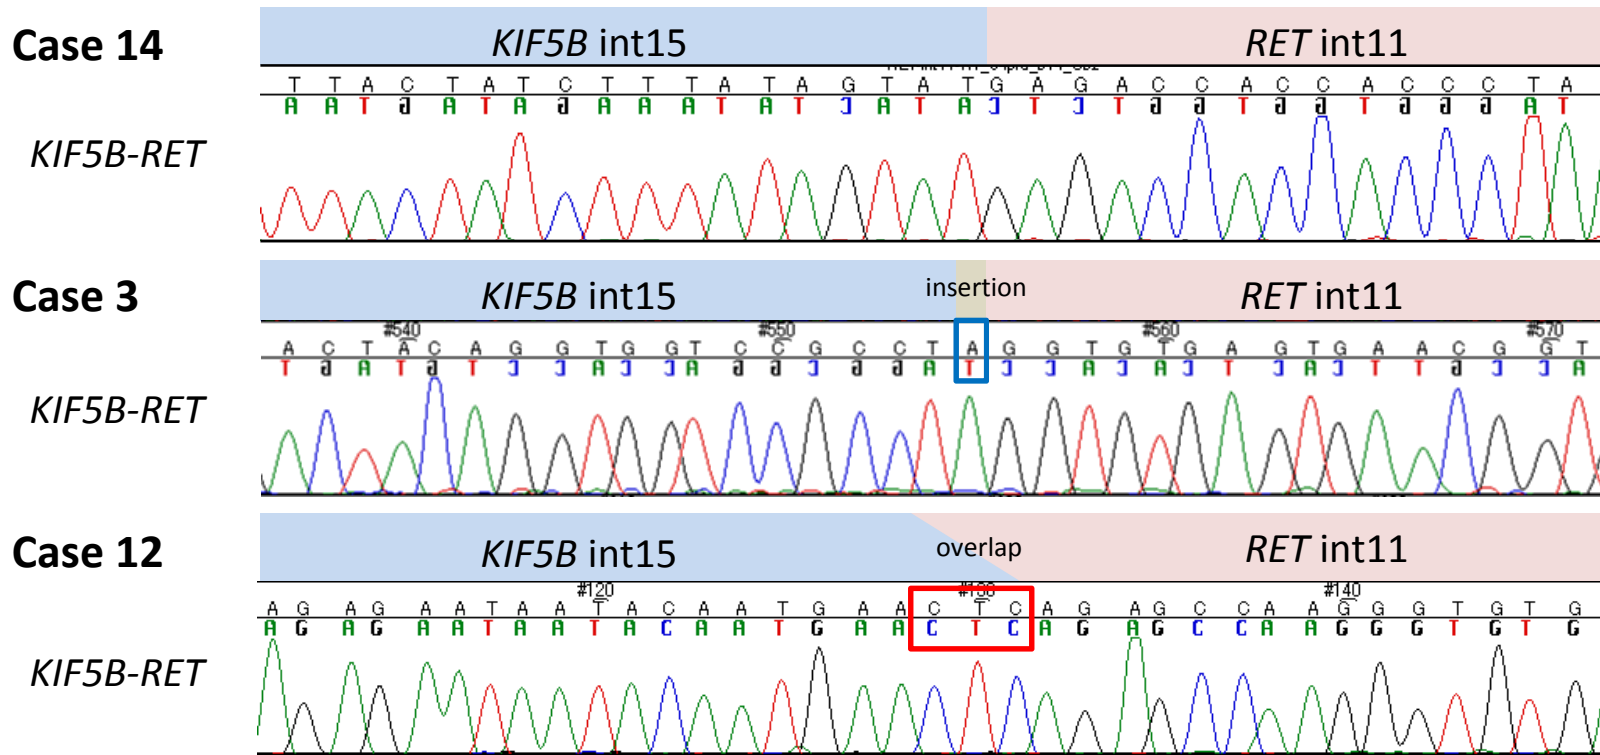 Case 14
KIF5B int15 RET int11
T T A C T A T C T T T A T A G T A T G A G A C C A C C A C C C T A
A A T G A T A G A A A T A T C A T A C T C T G G T G G T G G G A T
KIF5B-RET
Case 3
KIF5B int15 insertion RET int11
#540 #550 #560 #570
A C T A C A G G T G G T C C G C C T A G G T G T G A G T G A A C G G T
T G A T G T C C A C C A G G C G G A T C C A C A C T C A C T T G C C A
KIF5B-RET
Case 12
KIF5B int15 overlap RET int11
#120 #130 #140
A G A G A A T A A T A C A A T G A A C T C A G A G C C A A G G G T G T G
A G A G A A T A A T A C A A T G A A C T C A G A G C C A A G G G T G T G
KIF5B-RET